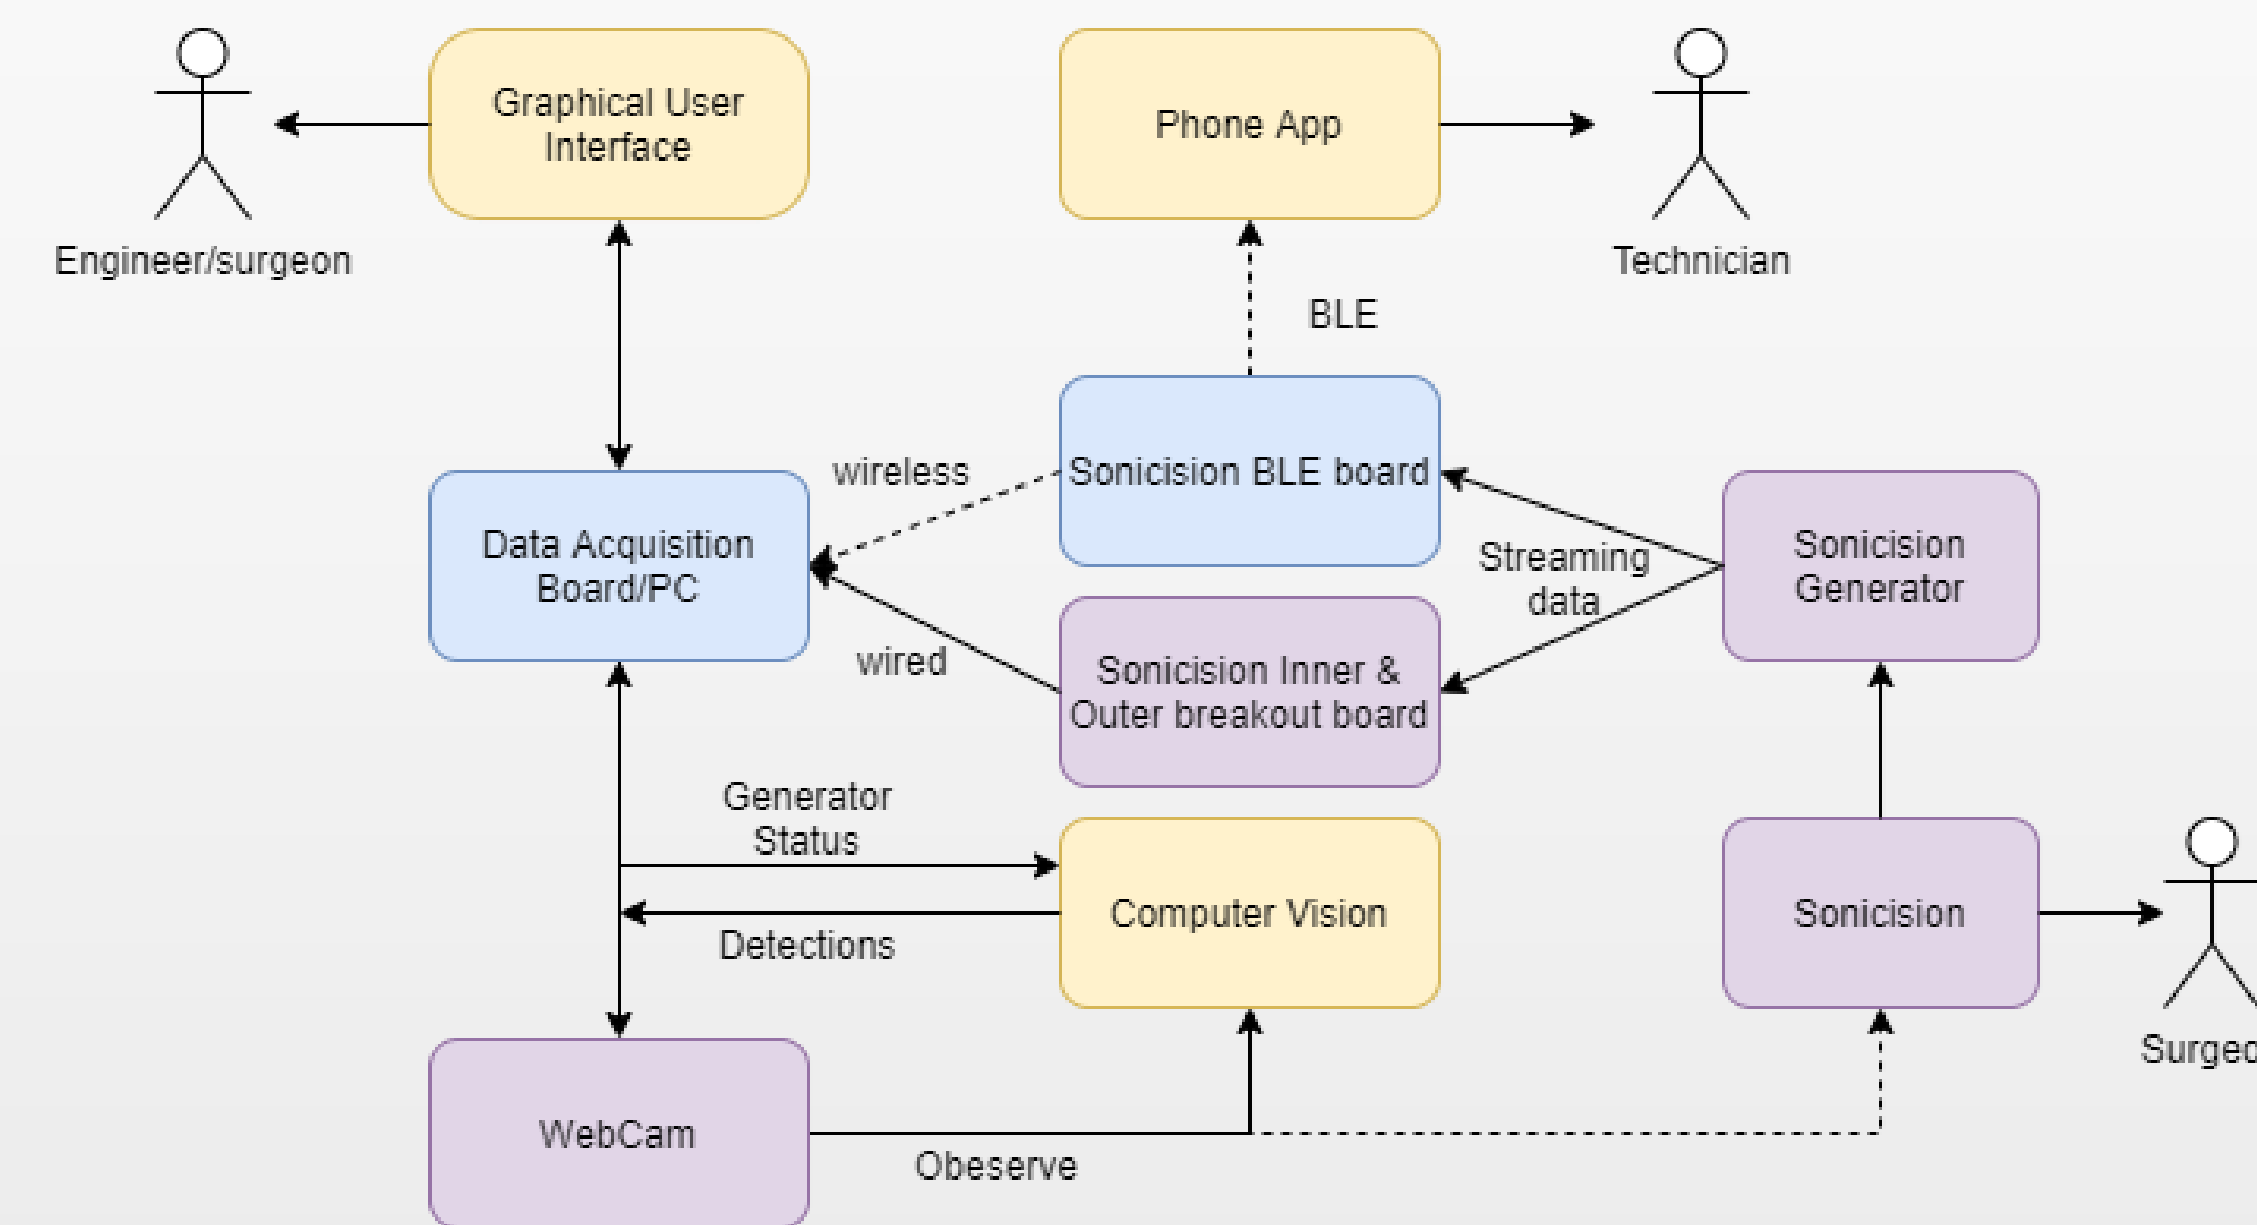 Graphical User
Interface
Phone App
Engineer/surgeon
Technician
BLE
wireless
Sonicision BLE board
Data Acquisition
Board/PC
Streaming
data
Sonicision
Generator
wired
Sonicision Inner &
Outer breakout board
Generator
Status
Computer Vision
Sonicision
Detections
Surgeo
WebCam
Obeserve